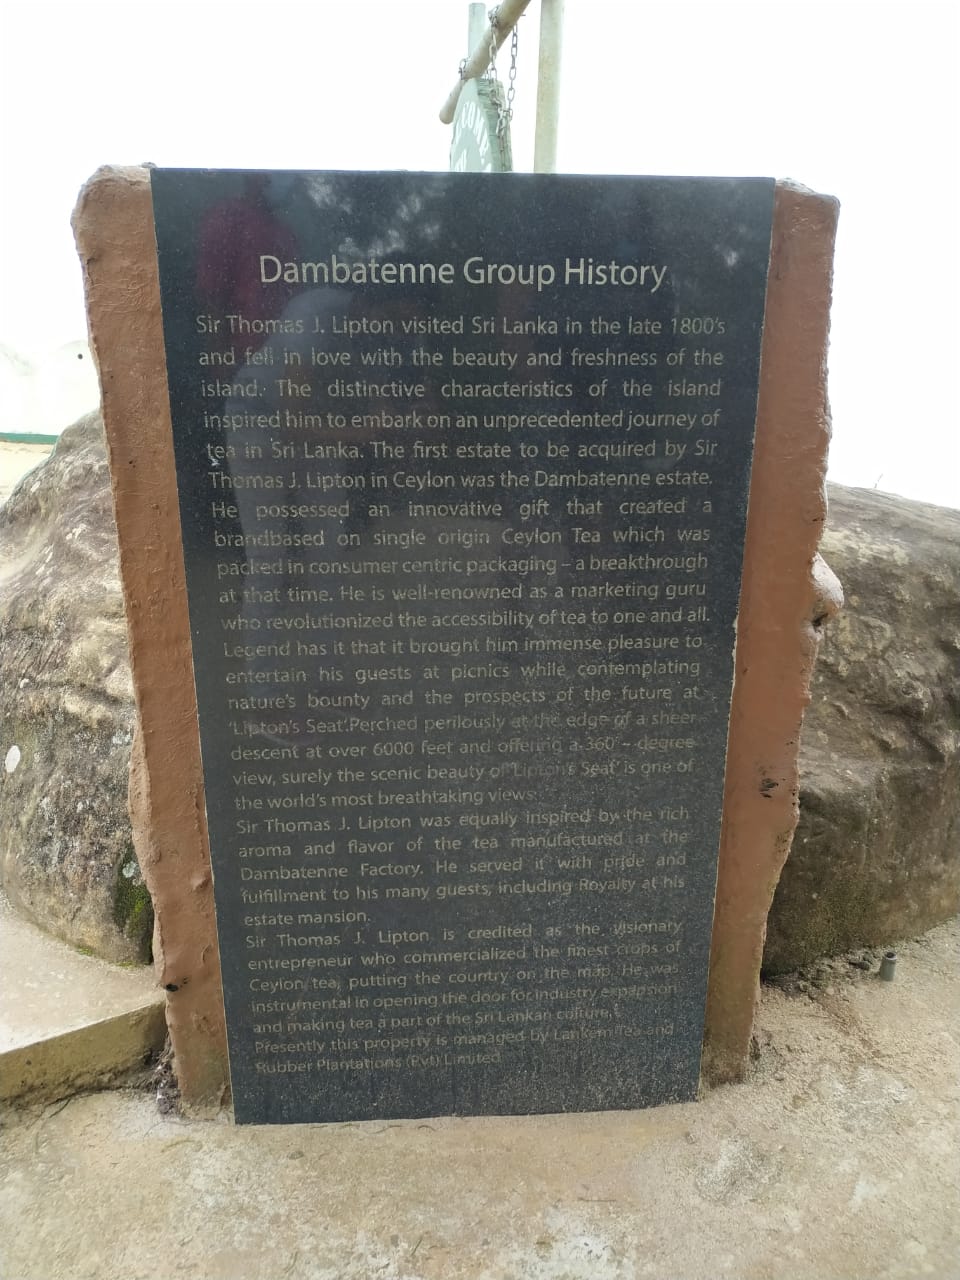 WELCOME
Dambatenne Group History
Sir Thomas J. Lipton visited Sri Lanka in the late 1800's
and fell in love with the beauty and freshness of the
island. The distinctive characteristics of the island
inspired him to embark on an unprecedented journey of
tea in Sri Lanka. The first estate to be acquired by Sir
Thomas J. Lipton in Ceylon was the Dambatenne estate.
He possessed an innovative gift that created a
brandbased on single origin Ceylon Tea which was
packed in consumer centric packaging – a breakthrough
at that time. He is well-renowned as a marketing guru
who revolutionized the accessibility of tea to one and all.
Legend has it that it brought him immense pleasure to
entertain his guests at picnics while contemplating
nature's bounty and the prospects of the future at
'Lipton's Seat'.Perched perilously at the edge of a sheer
descent at over 6000 feet and offering a 360° – degree
view, surely the scenic beauty of 'Lipton's Seat' is one of
the world's most breathtaking views.
Sir Thomas J. Lipton was equally inspired by the rich
aroma and flavor of the tea manufactured at the
Dambatenne Factory. He served it with pride and
fulfillment to his many guests, including Royalty at his
estate mansion.
Sir Thomas J. Lipton is credited as the visionary
entrepreneur who commercialized the finest crops of
Ceylon tea, putting the country on the map. He was
instrumental in opening the door for industry expansion
and making tea a part of the Sri Lankan culture.
Presently this property is managed by Lankem Tea and
Rubber Plantations (Pvt) Limited